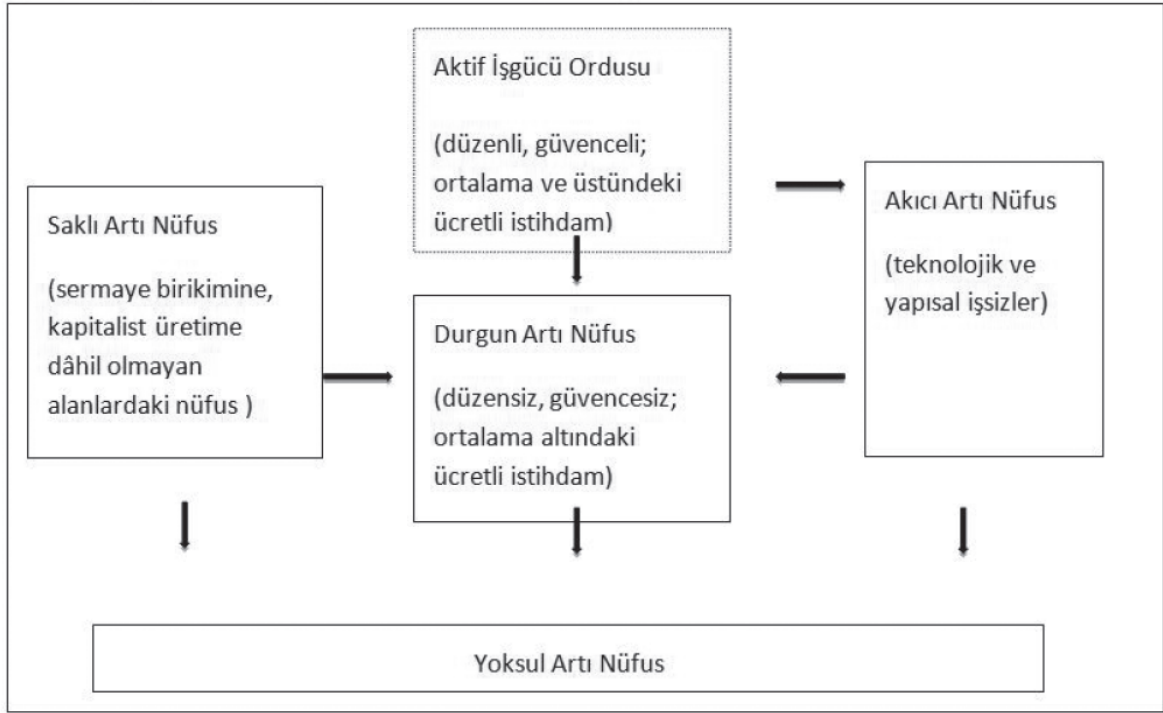 Aktif İşgücü Ordusu
(düzenli, güvenceli;
ortalama ve üstündeki
ücretli istihdam)
Saklı Artı Nüfus
(sermaye birikimine,
kapitalist üretime
dâhil olmayan
alanlardaki nüfus )
Durgun Artı Nüfus
(düzensiz, güvencesiz;
ortalama altındaki
ücretli istihdam)
Akıcı Artı Nüfus
(teknolojik ve
yapısal işsizler)
Yoksul Artı Nüfus